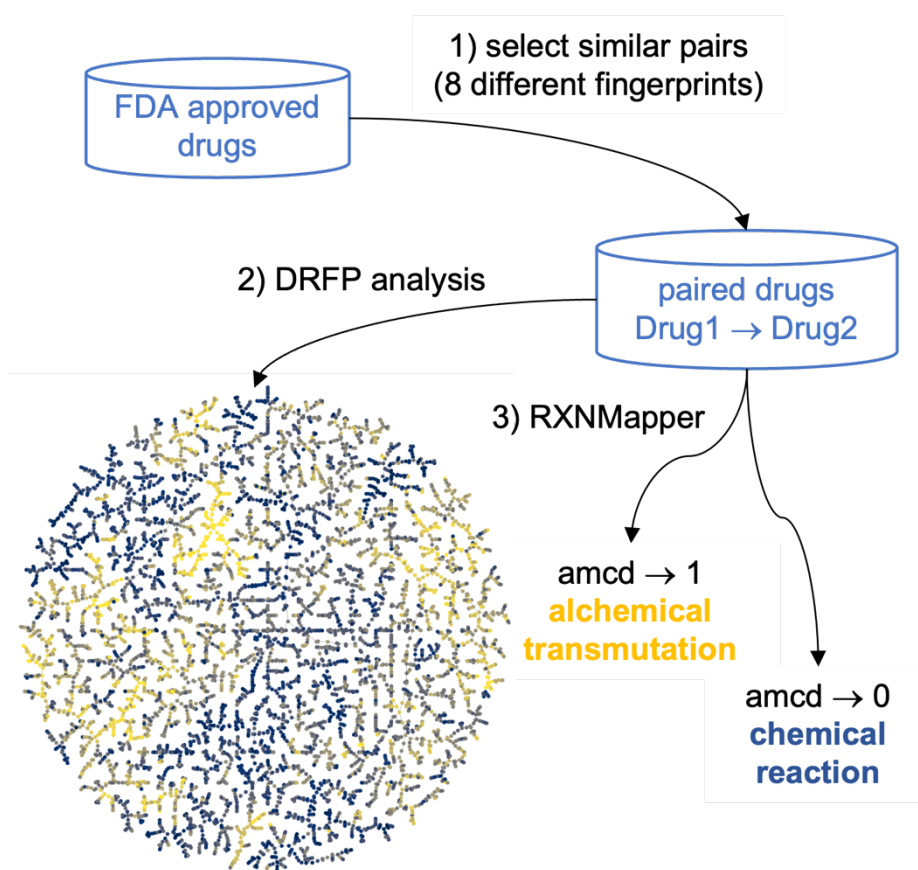 1) select similar pairs
(8 different fingerprints)
FDA approved
drugs
2) DRFP analysis
paired drugs
Drug1 → Drug2
3) RXNMapper
amcd → 1
alchemical
transmutation
amcd → 0
chemical
reaction